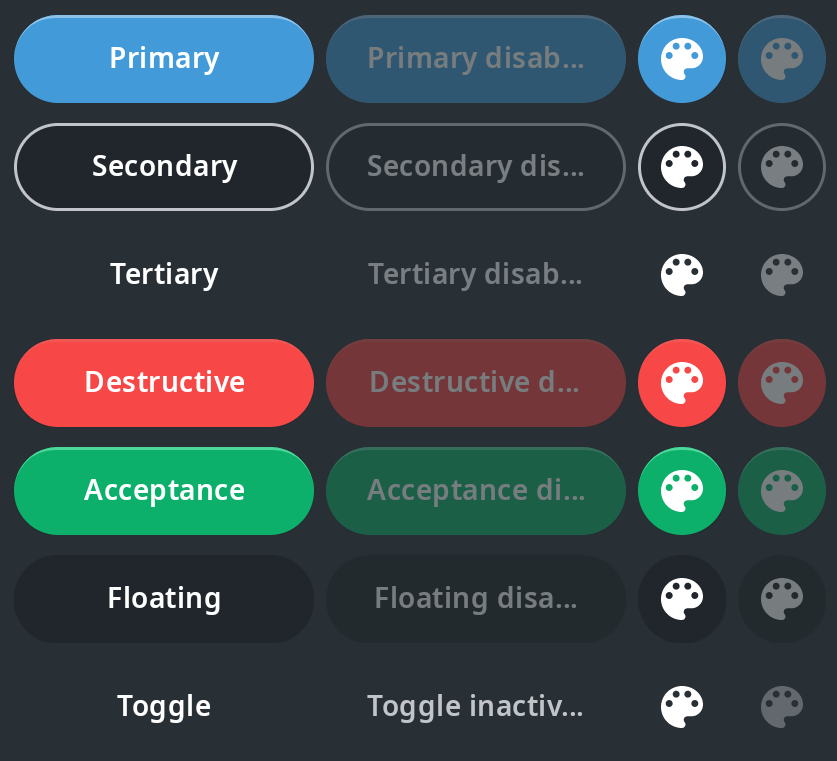 Primary
Primary disab...
Secondary
Secondary dis...
Tertiary
Tertiary disab...
Destructive
Destructive d...
Acceptance
Acceptance di...
Floating
Floating disa...
Toggle
Toggle inactiv...